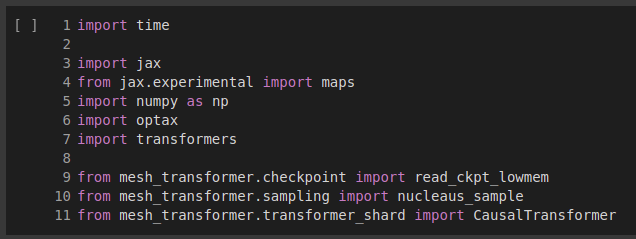 [ ] 1 import time
2
3 import jax
4 from jax.experimental import maps
5 import numpy as np
6 import optax
7 import transformers
8
9 from mesh_transformer.checkpoint import read_ckpt_lowmem
10 from mesh_transformer.sampling import nucleaus_sample
11 from mesh_transformer.transformer_shard import CausalTransformer